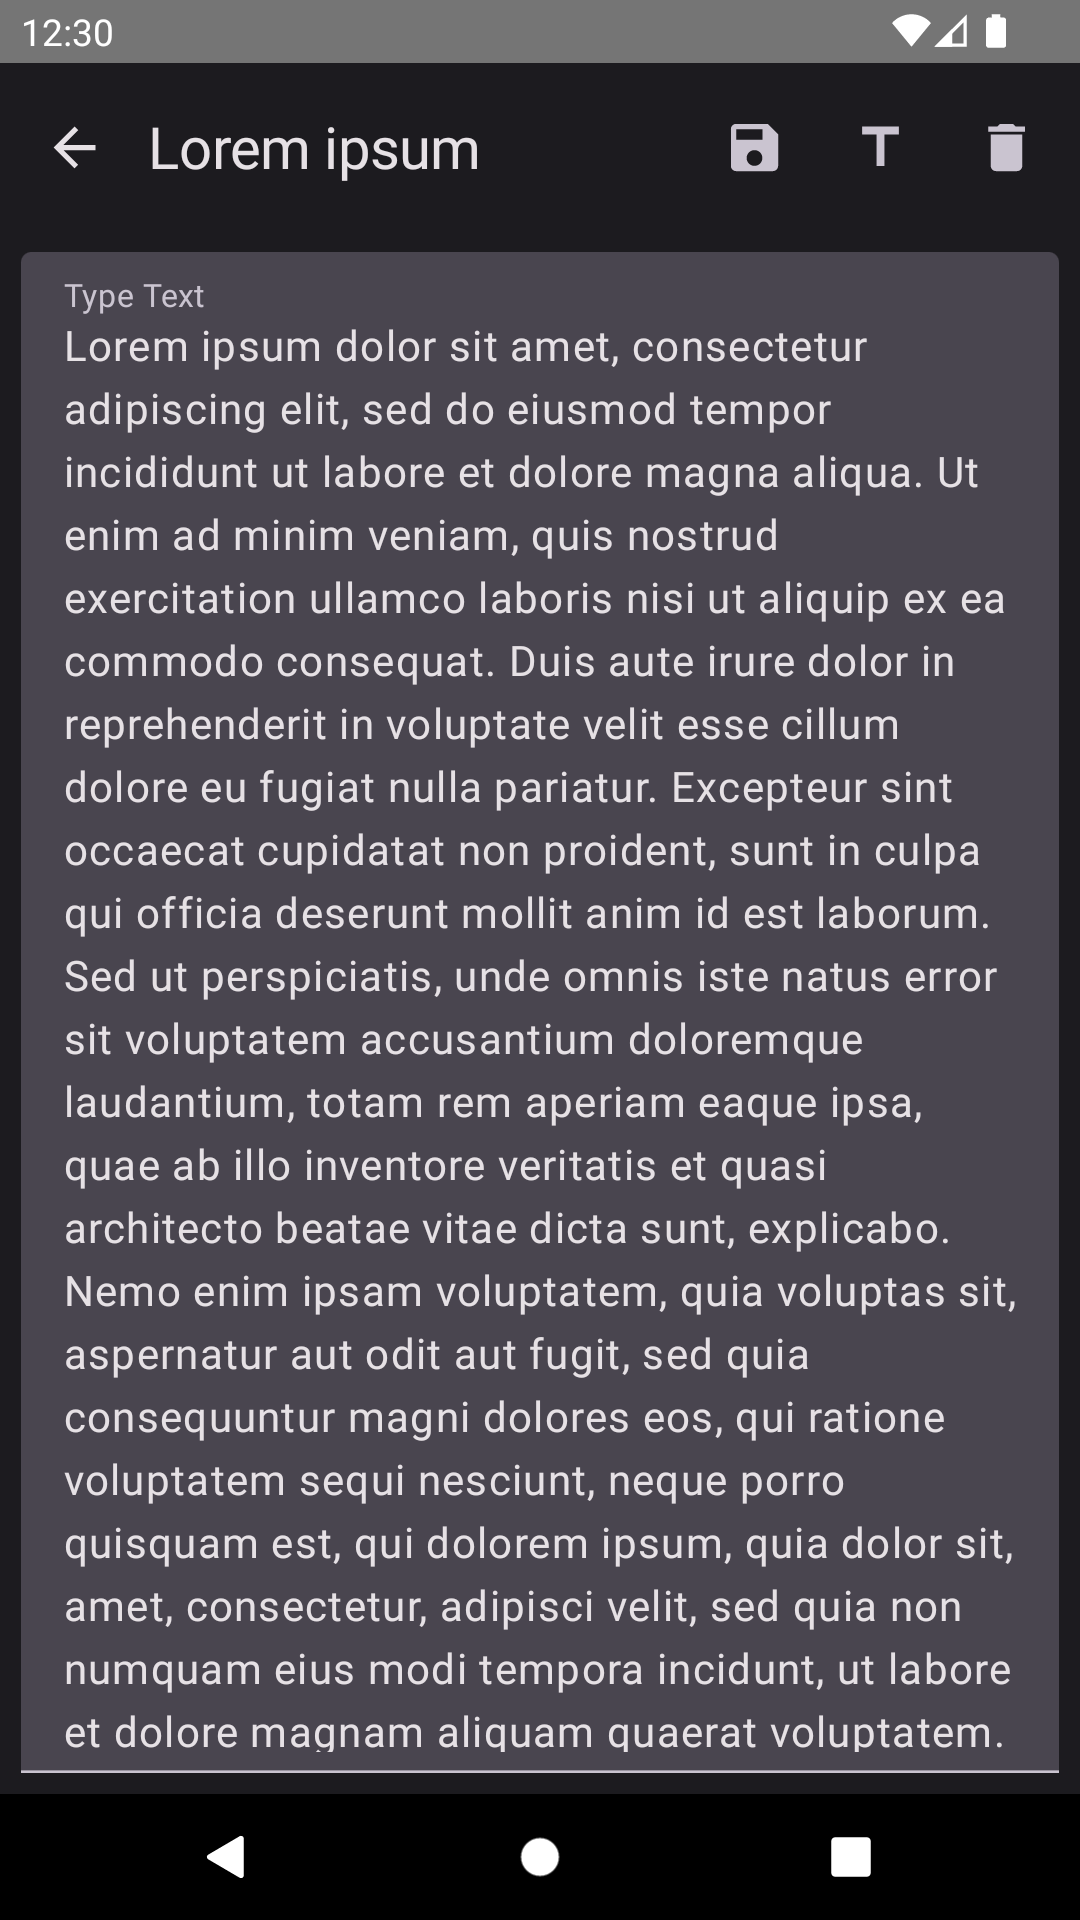 12:30
Lorem ipsum
Type Text
Lorem ipsum dolor sit amet, consectetur
adipiscing elit, sed do eiusmod tempor
incididunt ut labore et dolore magna aliqua. Ut
enim ad minim veniam, quis nostrud
exercitation ullamco laboris nisi ut aliquip ex ea
commodo consequat. Duis aute irure dolor in
reprehenderit in voluptate velit esse cillum
dolore eu fugiat nulla pariatur. Excepteur sint
occaecat cupidatat non proident, sunt in culpa
qui officia deserunt mollit anim id est laborum.
Sed ut perspiciatis, unde omnis iste natus error
sit voluptatem accusantium doloremque
laudantium, totam rem aperiam eaque ipsa,
quae ab illo inventore veritatis et quasi
architecto beatae vitae dicta sunt, explicabo.
Nemo enim ipsam voluptatem, quia voluptas sit,
aspernatur aut odit aut fugit, sed quia
consequuntur magni dolores eos, qui ratione
voluptatem sequi nesciunt, neque porro
quisquam est, qui dolorem ipsum, quia dolor sit,
amet, consectetur, adipisci velit, sed quia non
numquam eius modi tempora incidunt, ut labore
et dolore magnam aliquam quaerat voluptatem.